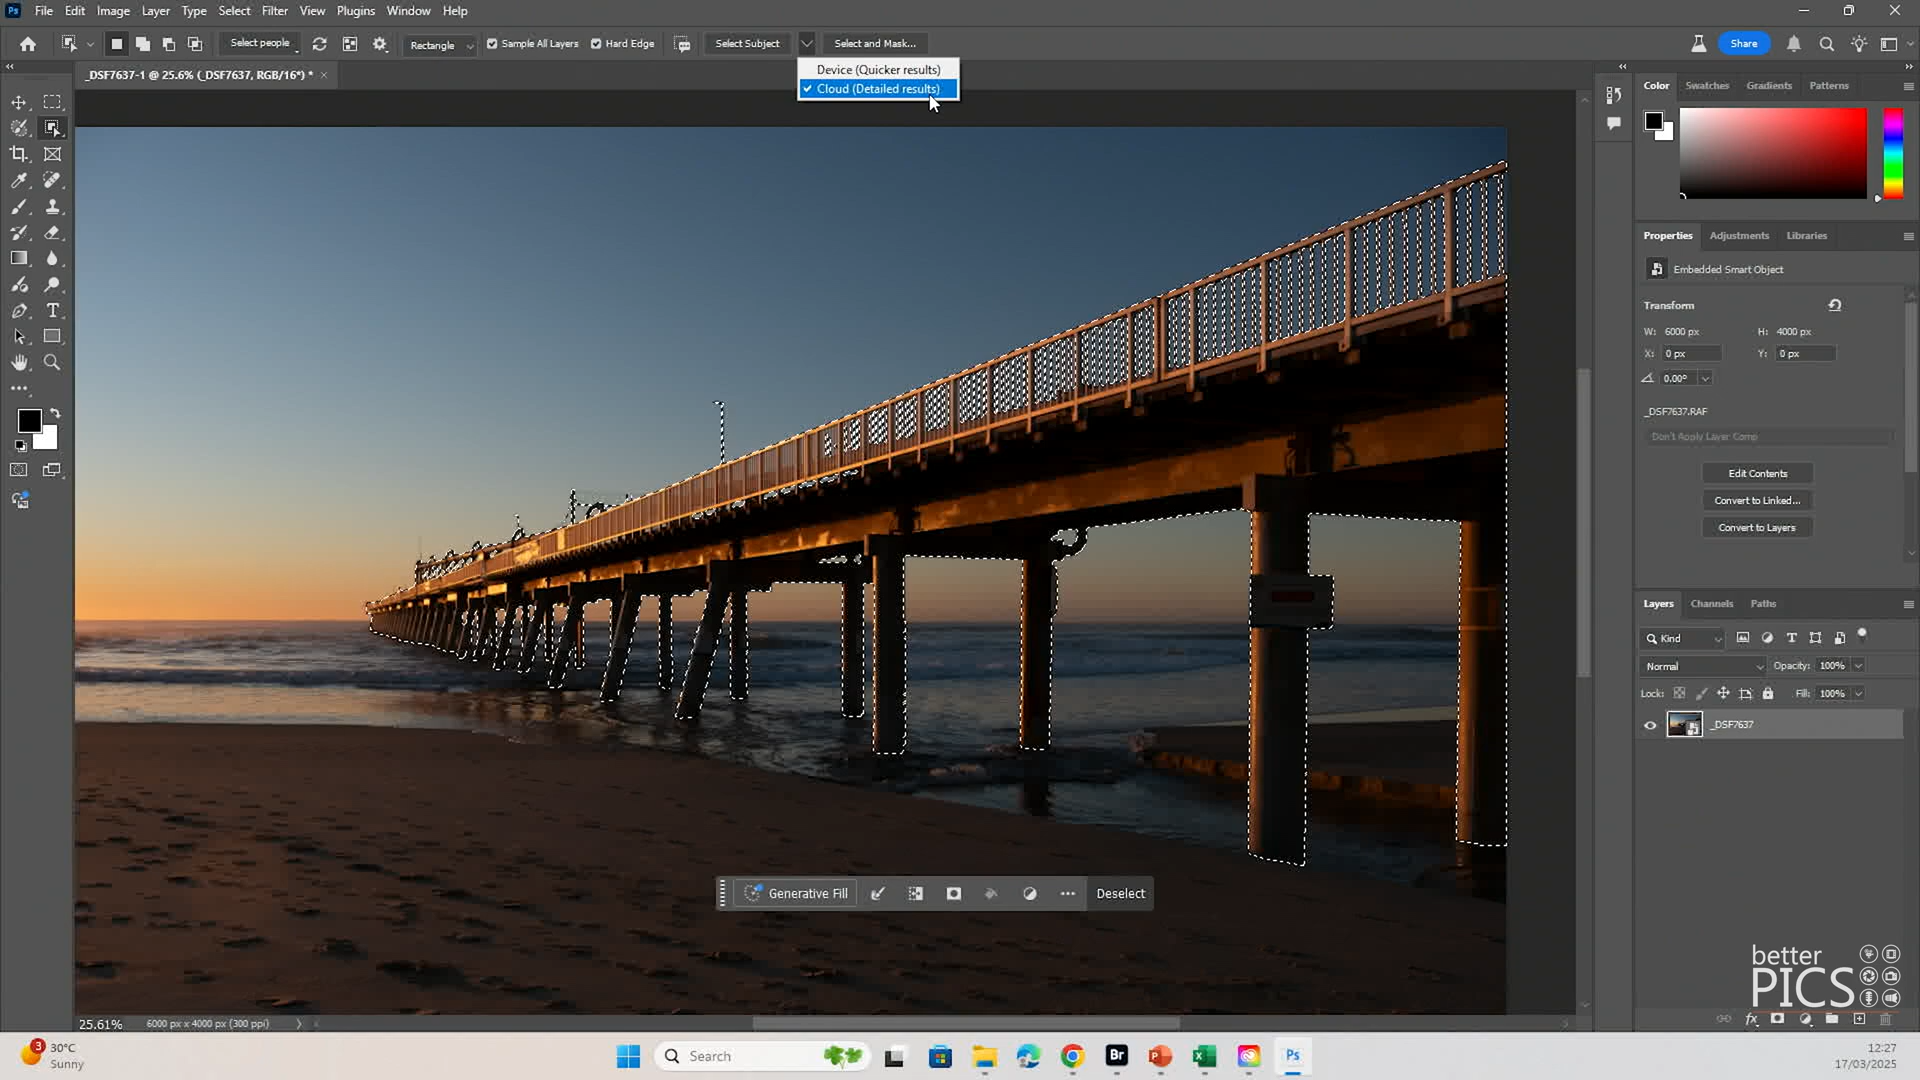 Ps File Edit Image Layer Type Select Filter View Plugins Window Help
Select people Rectangle Sample All Layers Hard Edge Select Subject Select and Mask... Share
_DSF7637-1 @ 25.6% (_DSF7637, RGB/16*) *
Device (Quicker results)
Cloud (Detailed results)
Color Swatches Gradients Patterns
Properties Adjustments Libraries
Embedded Smart Object
Transform
W: 6000 px H: 4000 px
X: 0 px Y: 0 px
0.00°
_DSF7637.RAF
Don't Apply Layer Comp
Edit Contents
Convert to Linked...
Convert to Layers
Layers Channels Paths
Kind
Normal Opacity: 100%
Lock: Fill: 100%
_DSF7637
Generative Fill Deselect
better
PICS
25.61% 6000 px x 4000 px (300 ppi)
3 30°C
Sunny
Search
Br
Ps
12:27
17/03/2025